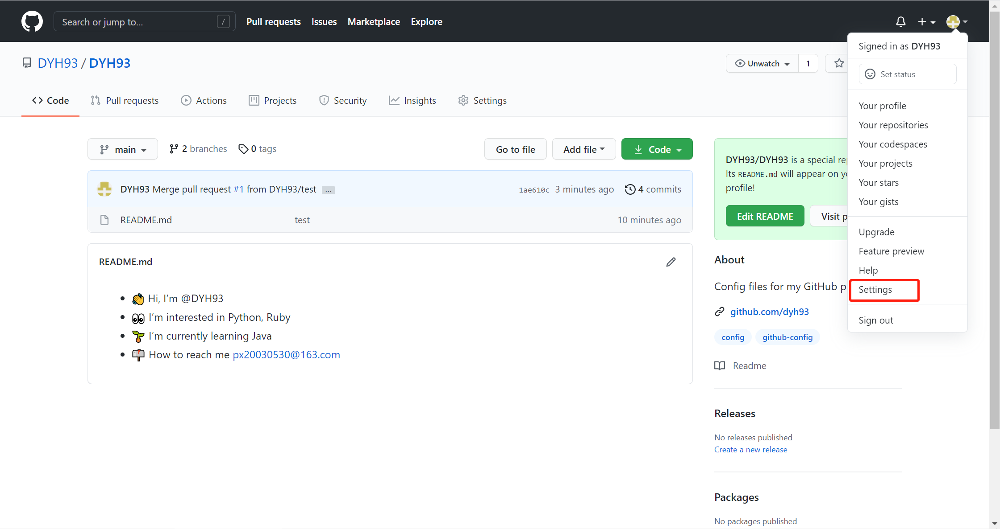 Search or jump to... /
Pull requests Issues Marketplace Explore
Signed in as DYH93
Set status
Your profile
Your repositories
Your codespaces
Your projects
Your stars
Your gists
Upgrade
Feature preview
Help
Settings
Sign out
DYH93 / DYH93
Unwatch 1
Code Pull requests Actions Projects Security Insights Settings
main 2 branches 0 tags Go to file Add file Code
DYH93 Merge pull request #1 from DYH93/test ... 1ae610c 3 minutes ago 4 commits
README.md test 10 minutes ago
README.md
Hi, I’m @DYH93
I’m interested in Python, Ruby
I’m currently learning Java
How to reach me px20030530@163.com
DYH93/DYH93 is a special
Its README.md will appear on
profile!
Edit README Visit
About
Config files for my GitHub
github.com/dyh93
config github-config
Readme
Releases
No releases published
Create a new release
Packages
No packages published